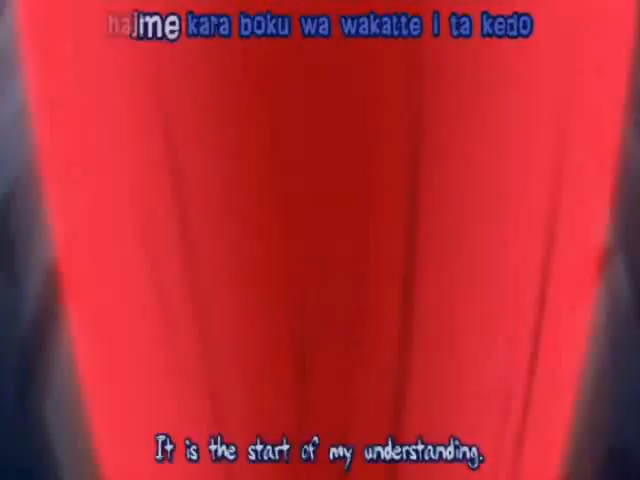 hajime kara boku wa wakatte i ta kedo
It is the start of my understanding.